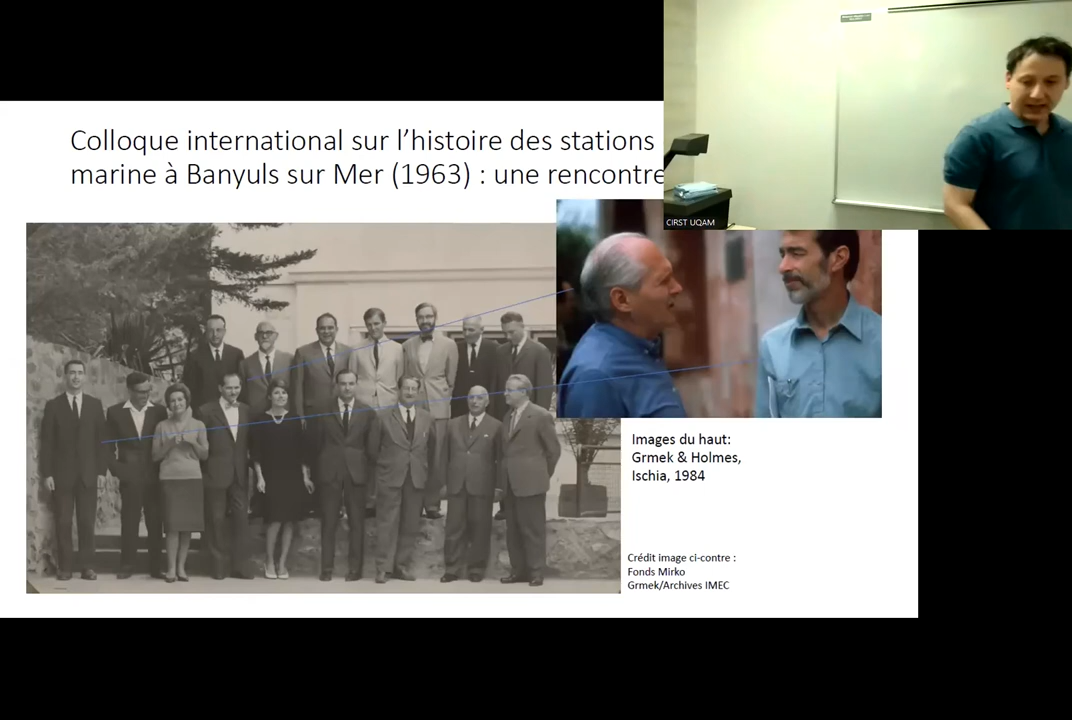 Colloque international sur l’histoire des stations
marine à Banyuls sur Mer (1963) : une rencontre
CIRST UQAM
Images du haut:
Grmek & Holmes,
Ischia, 1984
Crédit image ci-contre :
Fonds Mirko
Grmek/Archives IMEC